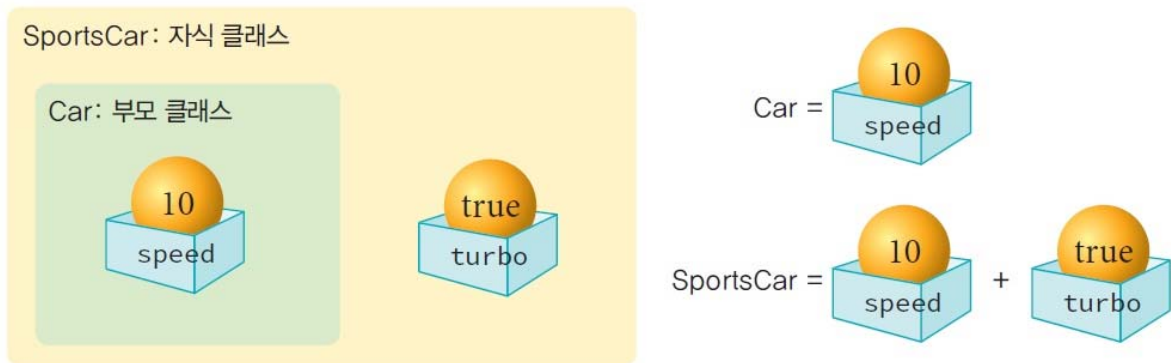 SportsCar: 자식 클래스
Car: 부모 클래스
10
speed
true
turbo
Car =
10
speed
SportsCar =
10
speed
+
true
turbo